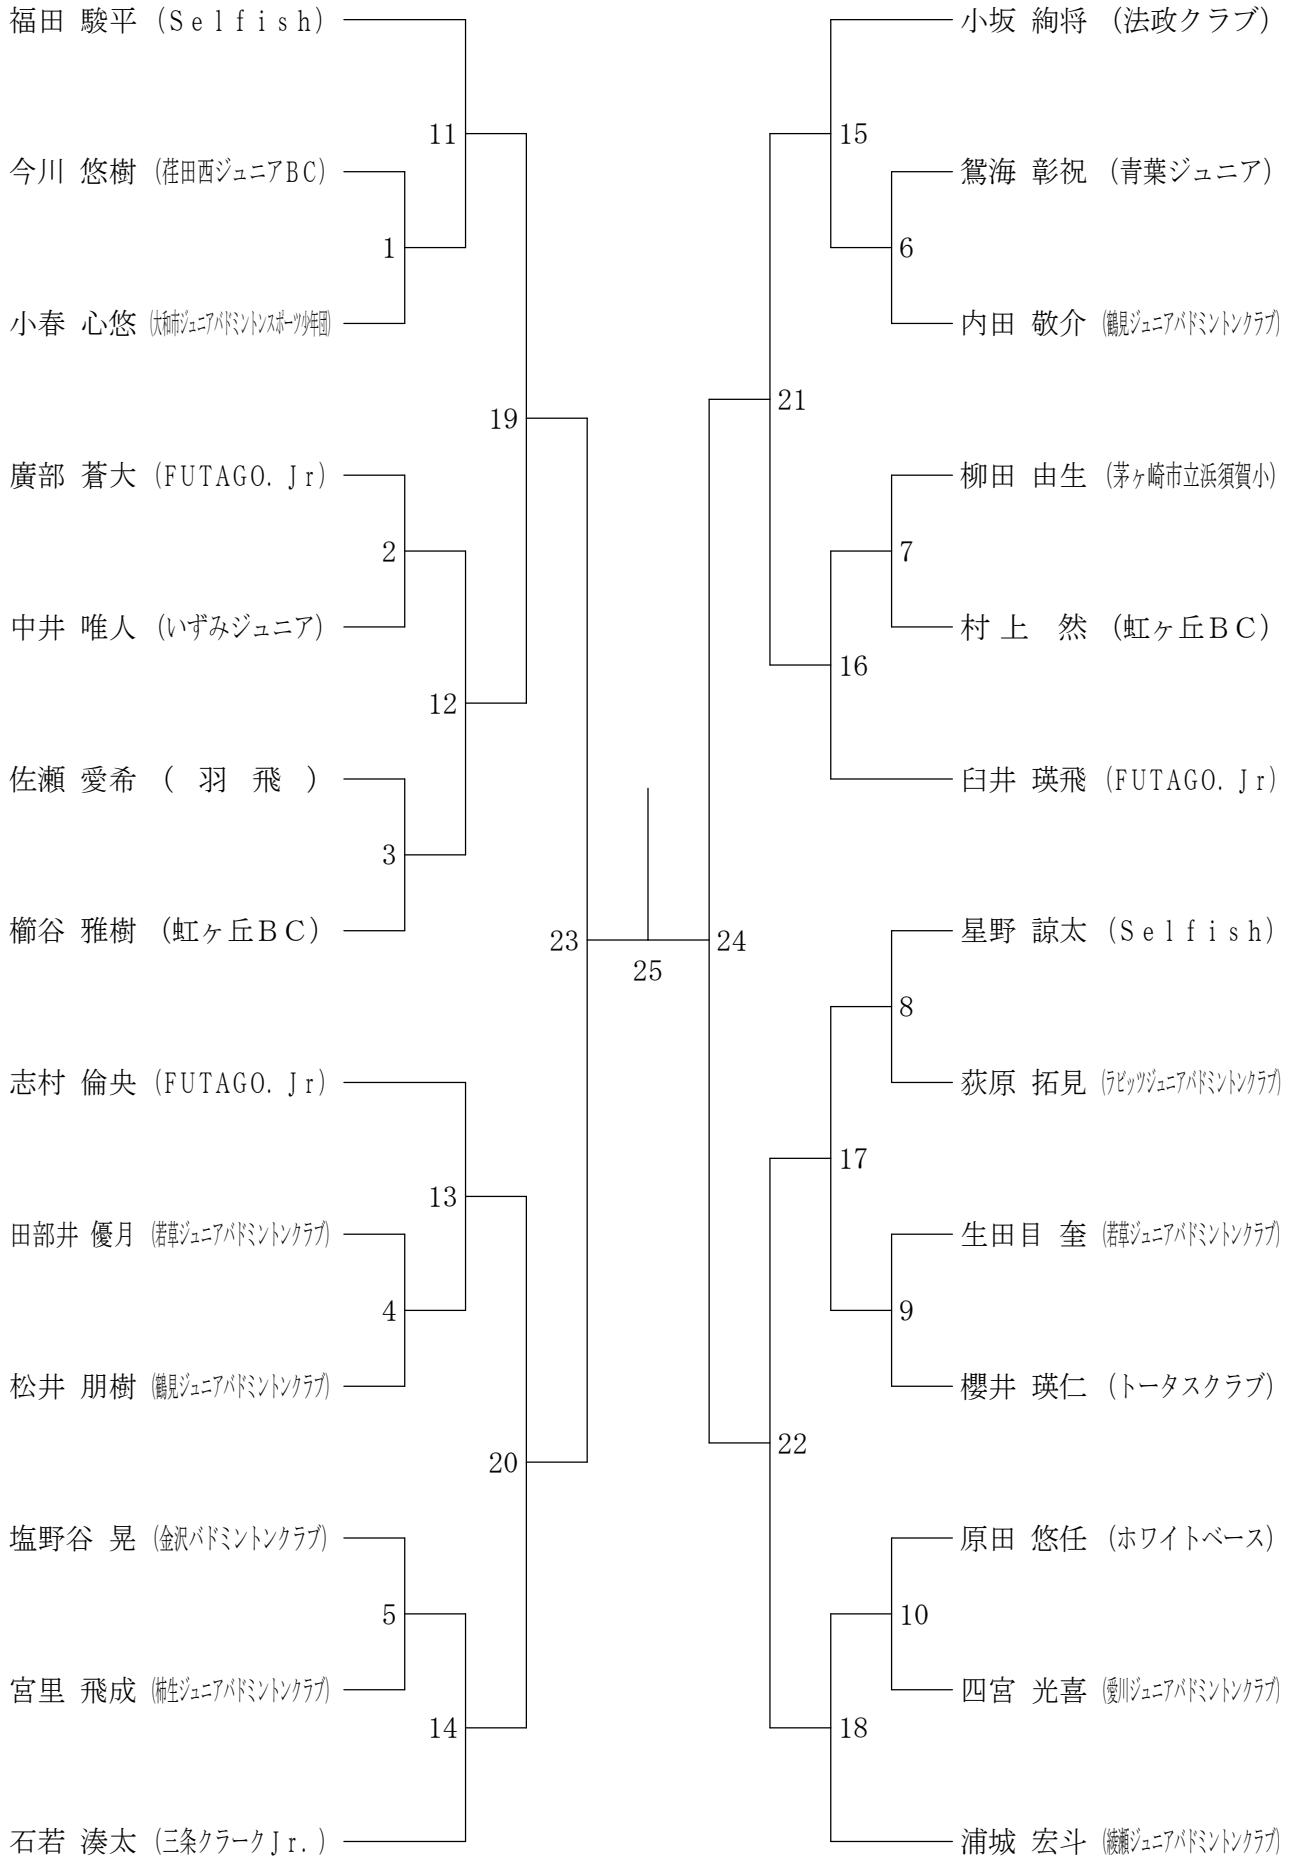 福田 駿平 (Selfish)
11
今川 悠樹 (荏田西ジュニアBC)
1
小春 心悠 (大和市ジュニアバドミントンスポーツ少年団)
19
廣部 蒼大 (FUTAGO. Jr)
2
中井 唯人 (いずみジュニア)
12
佐瀬 愛希 ( 羽 飛 )
3
櫛谷 雅樹 (虹ヶ丘BC)
23
25
志村 倫央 (FUTAGO. Jr)
13
田部井 優月 (若草ジュニアバドミントンクラブ)
4
松井 朋樹 (鶴見ジュニアバドミントンクラブ)
20
塩野谷 晃 (金沢バドミントンクラブ)
5
宮里 飛成 (柿生ジュニアバドミントンクラブ)
14
石若 湊太 (三条クラークJr. )
小坂 絢将 (法政クラブ)
15
鴛海 彰祝 (青葉ジュニア)
6
内田 敬介 (鶴見ジュニアバドミントンクラブ)
21
柳田 由生 (茅ヶ崎市立浜須賀小)
7
村上 然 (虹ヶ丘BC)
16
臼井 瑛飛 (FUTAGO. Jr)
星野 諒太 (Selfish)
24
8
荻原 拓見 (ラビッツジュニアバドミントンクラブ)
17
生田目 奎 (若草ジュニアバドミントンクラブ)
9
櫻井 瑛仁 (トータスクラブ)
22
原田 悠任 (ホワイトベース)
10
四宮 光喜 (愛川ジュニアバドミントンクラブ)
18
浦城 宏斗 (綾瀬ジュニアバドミントンクラブ)